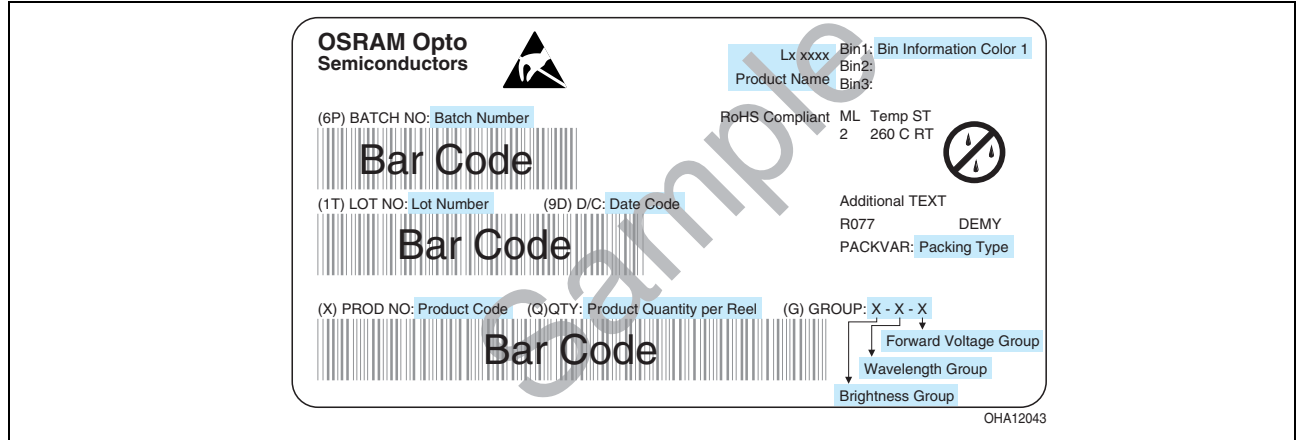 OSRAM Opto
Semiconductors
Lx xxxx
Product Name
Bin1: Bin Information Color 1
Bin2:
Bin3:
(6P) BATCH NO: Batch Number
Bar Code
RoHS Compliant ML Temp ST
2 260 C RT
(1T) LOT NO: Lot Number (9D) D/C: Date Code
Bar Code
Additional TEXT
R077 DEMY
PACKVAR: Packing Type
(X) PROD NO: Product Code (Q)QTY: Product Quantity per Reel (G) GROUP: X - X - X
Bar Code
Forward Voltage Group
Wavelength Group
Brightness Group
Sample
OHA12043